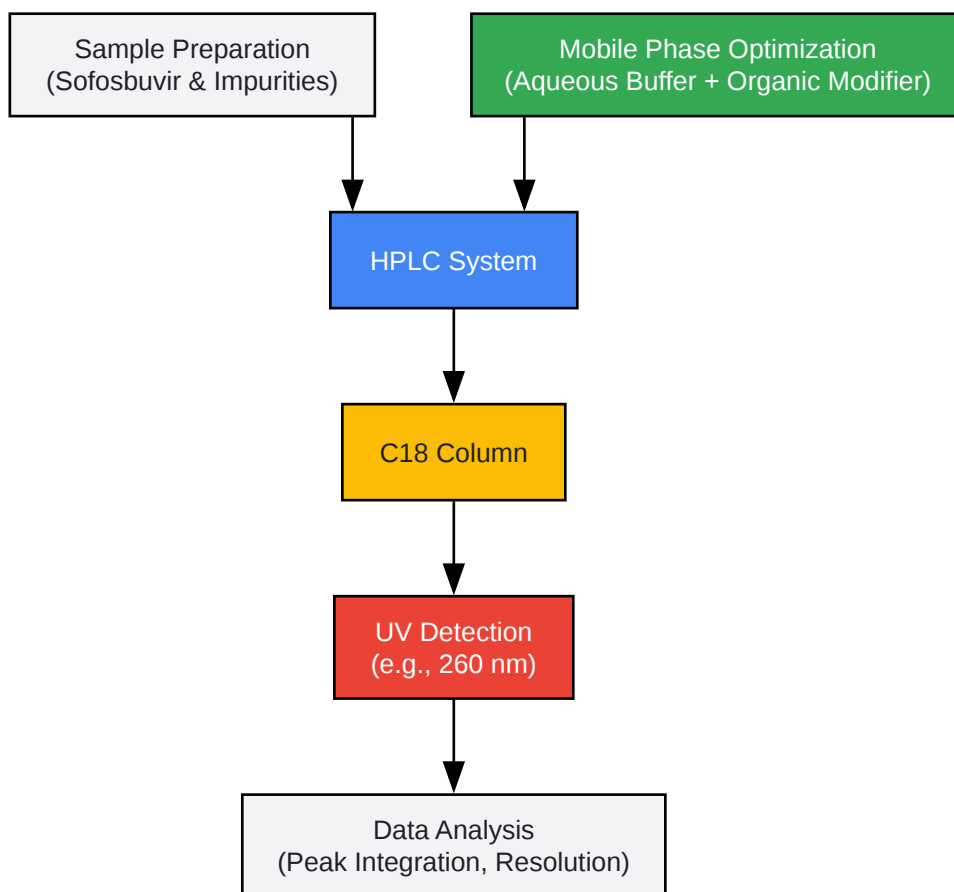 Sample Preparation
(Sofosbuvir & Impurities)
Mobile Phase Optimization
(Aqueous Buffer + Organic Modifier)
HPLC System
C18 Column
UV Detection
(e.g., 260 nm)
Data Analysis
(Peak Integration, Resolution)